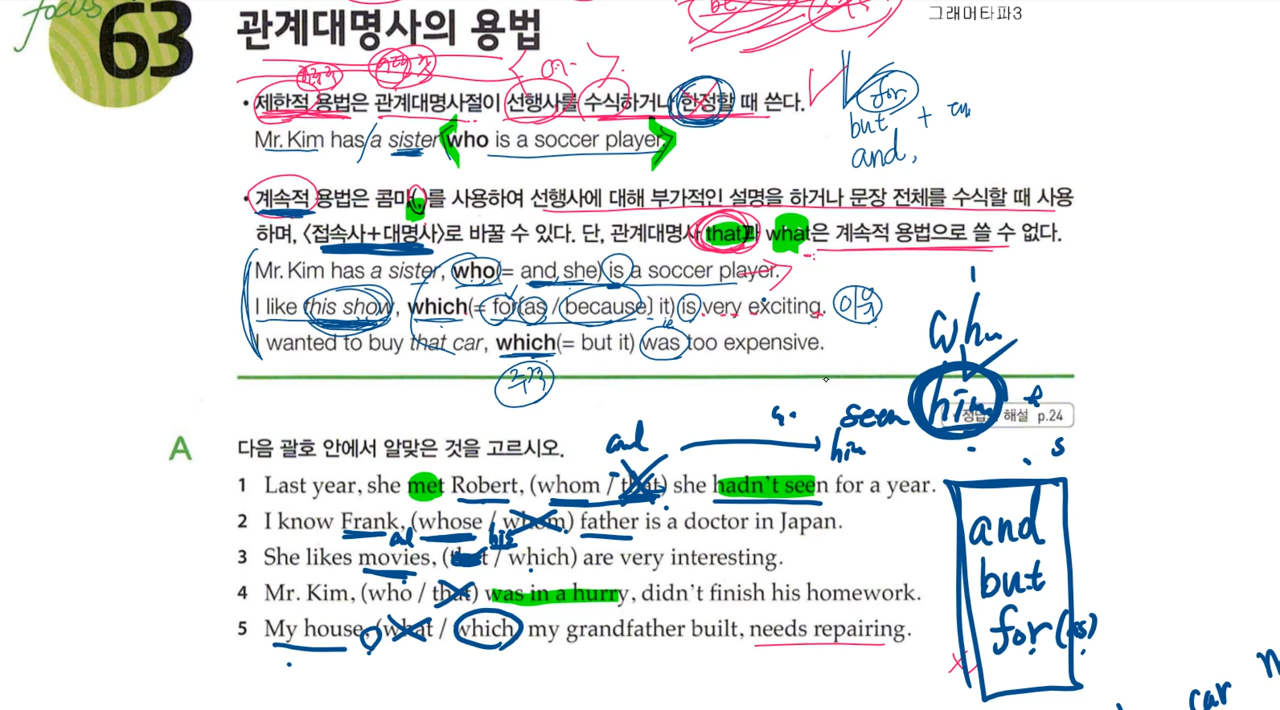 focus
63
관계대명사의 용법
그래머타파3
• 제한적 용법은 관계대명사절이 선행사를 수식하거나 한정할 때 쓴다.
for
but +
and,
Mr. Kim has a sister who is a soccer player.
• 계속적 용법은 콤마(,)를 사용하여 선행사에 대해 부가적인 설명을 하거나 문장 전체를 수식할 때 사용
하며, 〈접속사+대명사〉로 바꿀 수 있다. 단, 관계대명사 that과 what은 계속적 용법으로 쓸 수 없다.
Mr. Kim has a sister, who(= and she) is a soccer player.
I like this show, which(= for(as / because) it) is very exciting.
이유
I wanted to buy that car, which(= but it) was too expensive.
주격
who
him
seen
해설 p.24
him
and
A 다음 괄호 안에서 알맞은 것을 고르시오.
1 Last year, she met Robert, (whom / that) she hadn't seen for a year.
2 I know Frank, (whose / whom) father is a doctor in Japan.
his
3 She likes movies, (that / which) are very interesting.
4 Mr. Kim, (who / that) was in a hurry, didn't finish his homework.
5 My house, (what / which) my grandfather built, needs repairing.
and
but
for (as)
car